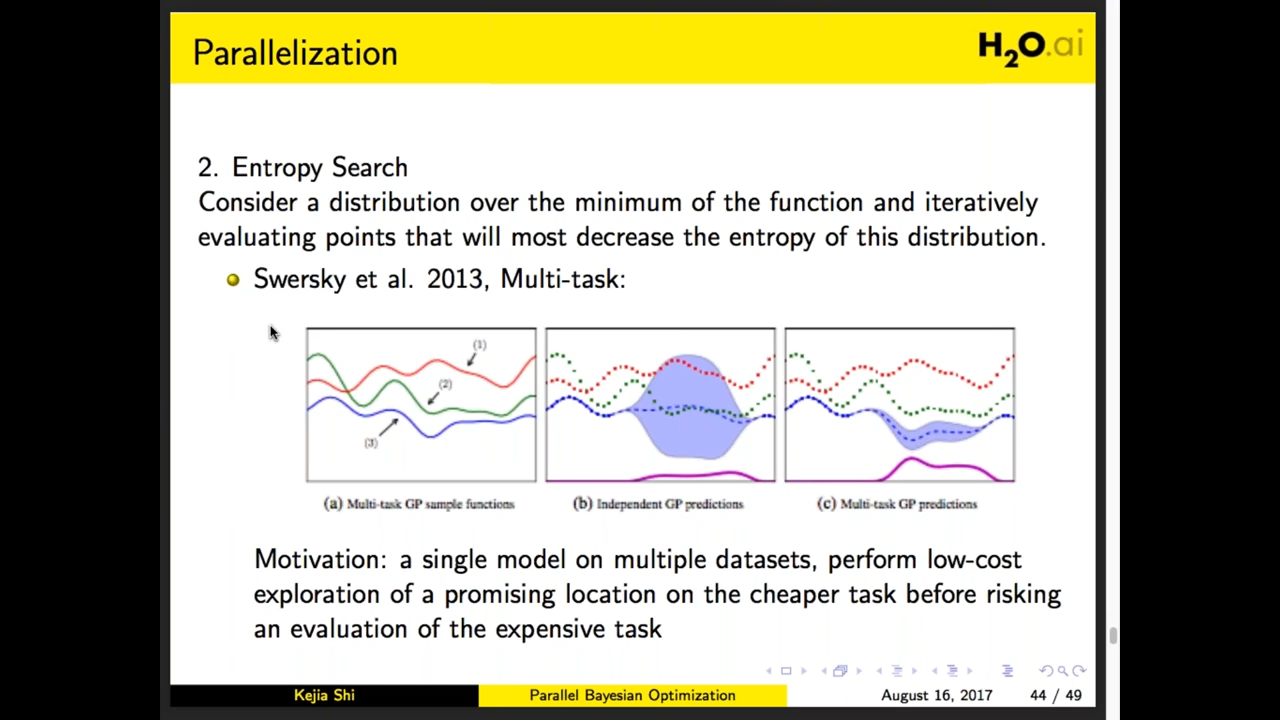 Parallelization
H2O.ai
2. Entropy Search
Consider a distribution over the minimum of the function and iteratively
evaluating points that will most decrease the entropy of this distribution.
Swersky et al. 2013, Multi-task:
(1)
(2)
(3)
(a) Multi-task GP sample functions
(b) Independent GP predictions
(c) Multi-task GP predictions
Motivation: a single model on multiple datasets, perform low-cost
exploration of a promising location on the cheaper task before risking
an evaluation of the expensive task
Kejia Shi
Parallel Bayesian Optimization
August 16, 2017
44 / 49